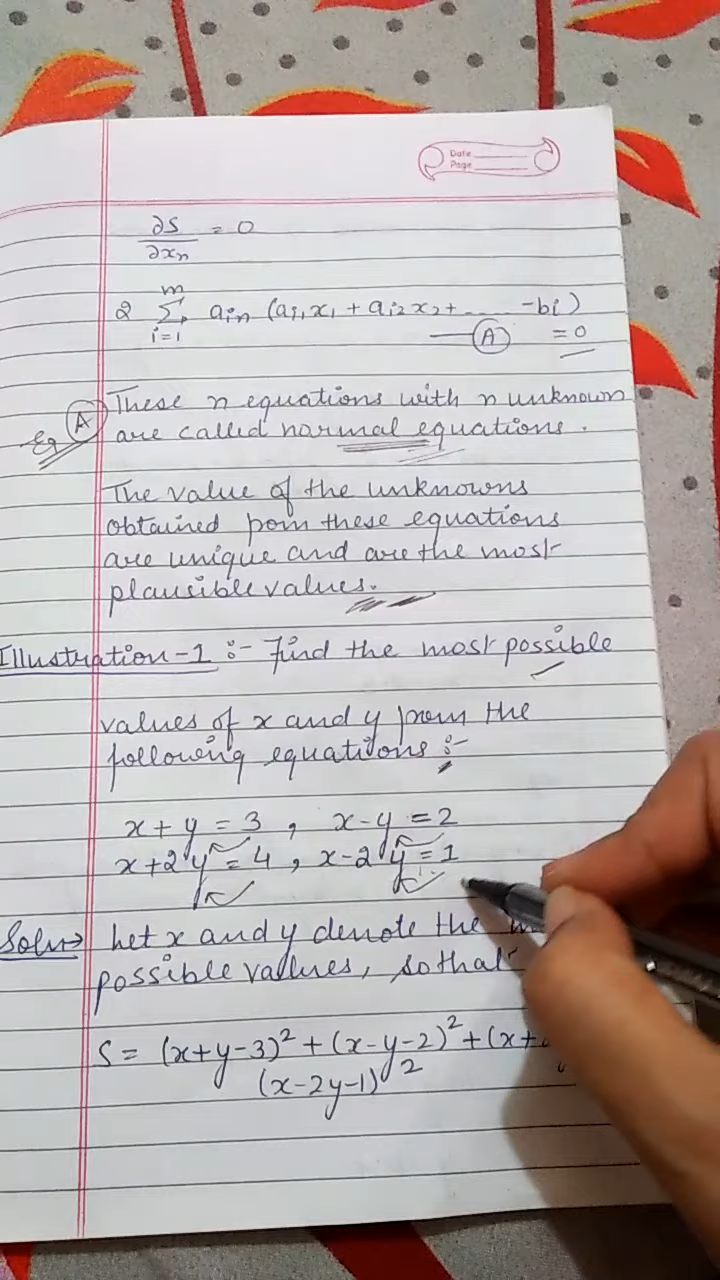 Date
Page
∂S/∂xn = 0
2 m Σ i=1 ain (ai1x1 + ai2x2 + ..... -bi)
(A) = 0
These n equations with n unknown
Eq (A) are called normal equations.
The value of the unknowns
obtained from these equations
are unique and are the most
plausible values.
Illustration-1 :- Find the most possible
values of x and y from the
following equations :-
x + y = 3 , x - y = 2
x + 2y = 4 , x - 2y = 1
Soln→ Let x and y denote the
possible values, so that
S = (x+y-3)² + (x-y-2)² + (x+
(x-2y-1)²